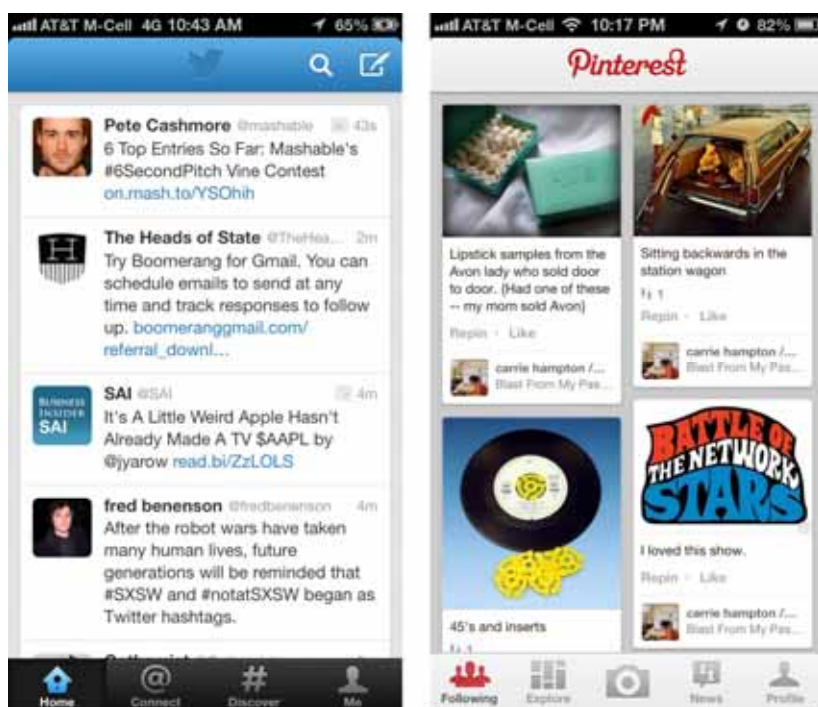 AT&T M-Cell 4G 10:43 AM 65%
Pete Cashmore @mashable 43s
6 Top Entries So Far: Mashable's
#6SecondPitch Vine Contest
on.mash.to/YSOhih
The Heads of State @TheHea... 2m
Try Boomerang for Gmail. You can
schedule emails to send at any
time and track responses to follow
up. boomeranggmail.com/
referral_downl...
BUSINESS
INSIDER
SAI
SAI @SAI 4m
It's A Little Weird Apple Hasn't
Already Made A TV $AAPL by
@jyarow read.bi/ZzLOLS
fred benenson @fredbenenson 4m
After the robot wars have taken
many human lives, future
generations will be reminded that
#SXSW and #notatSXSW began as
Twitter hashtags.
Home Connect Discover Me
AT&T M-Cell 10:17 PM 82%
Pinterest
Lipstick samples from the
Avon lady who sold door
to door. (Had one of these
-- my mom sold Avon)
Repin · Like
carrie hampton /...
Blast From My Pas...
45's and inserts
1
Sitting backwards in the
station wagon
1
Repin · Like
carrie hampton /...
Blast From My Pas...
BATTLE OF
THE NETWORK
STARS
I loved this show.
Repin · Like
carrie hampton /...
Blast From My Pas...
Following Explore News Profile